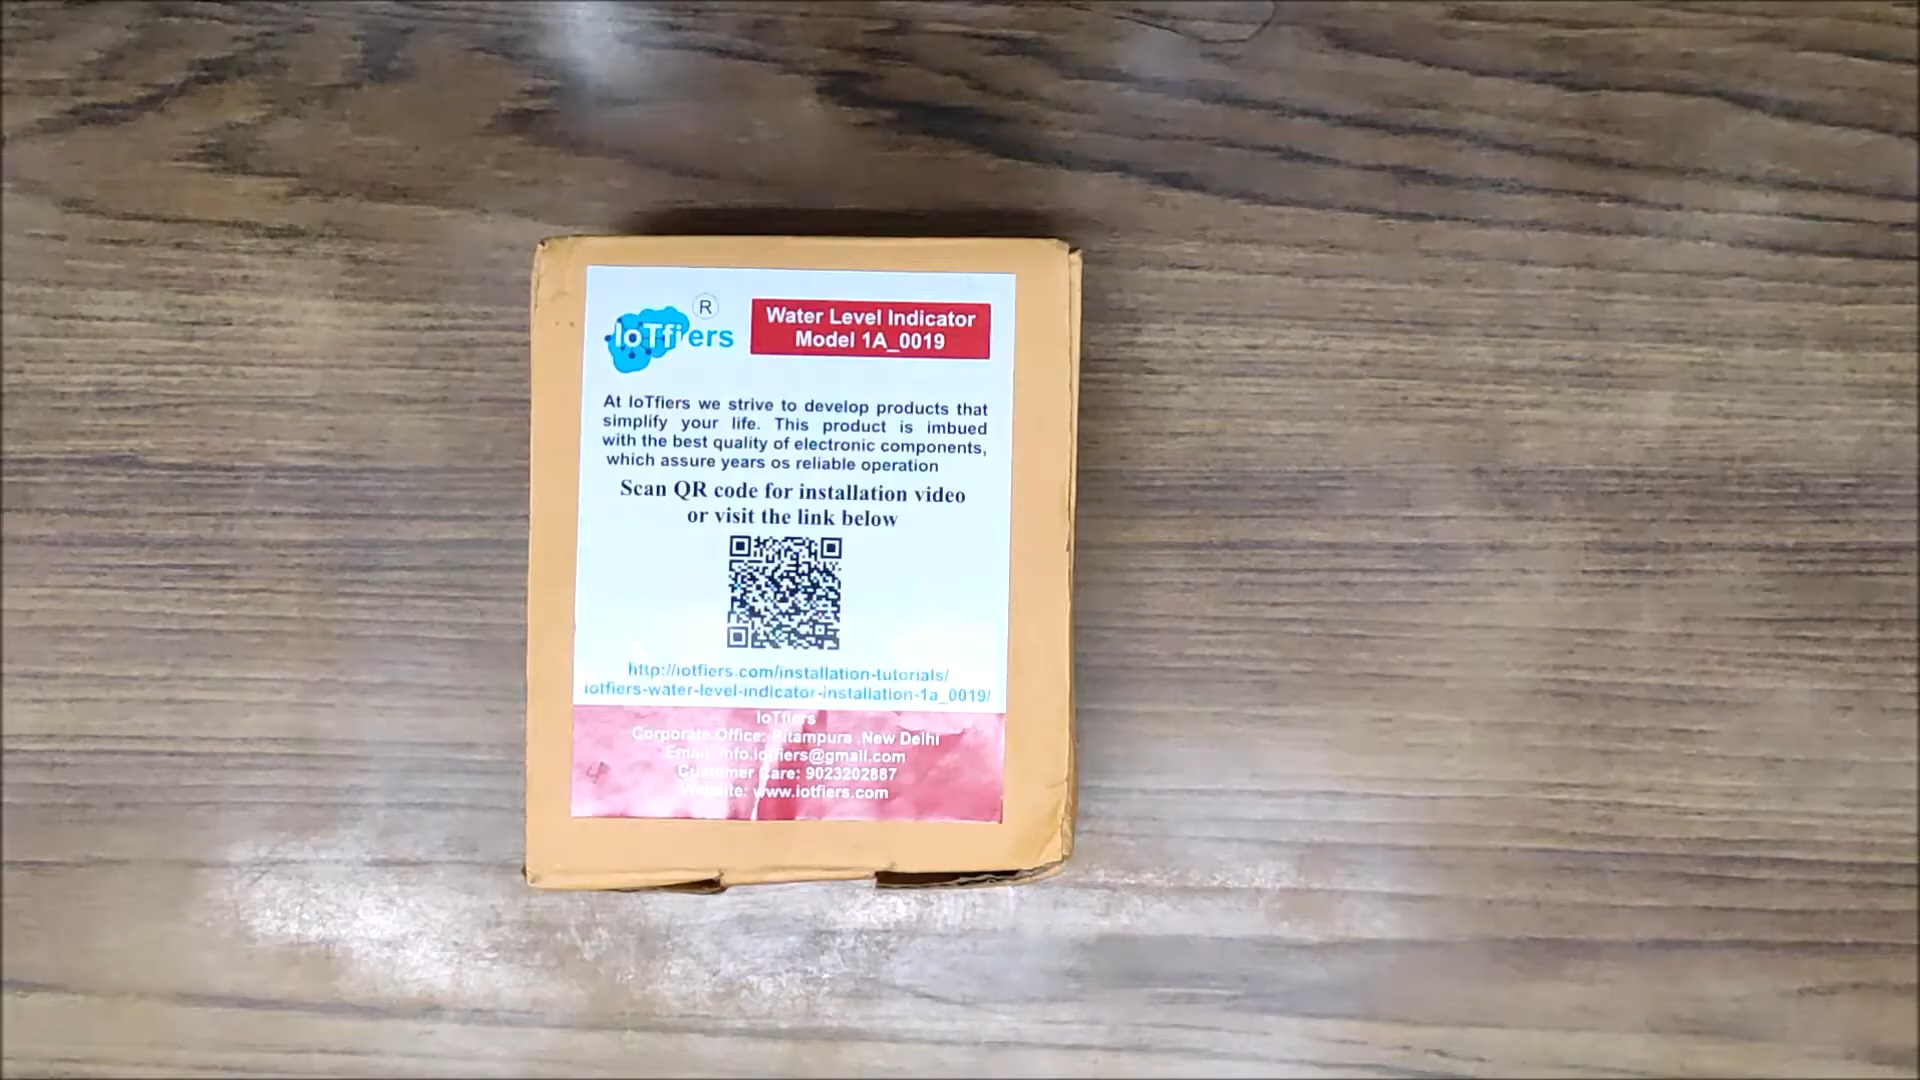 IoTfiers ®
Water Level Indicator
Model 1A_0019
At IoTfiers we strive to develop products that
simplify your life. This product is imbued
with the best quality of electronic components,
which assure years os reliable operation
Scan QR code for installation video
or visit the link below
http://iotfiers.com/installation-tutorials/
iotfiers-water-level-indicator-installation-1a_0019/
IoTfiers
Corporate Office: Pitampura ,New Delhi
Email: info.iotfiers@gmail.com
Customer Care: 9023202887
Website: www.iotfiers.com